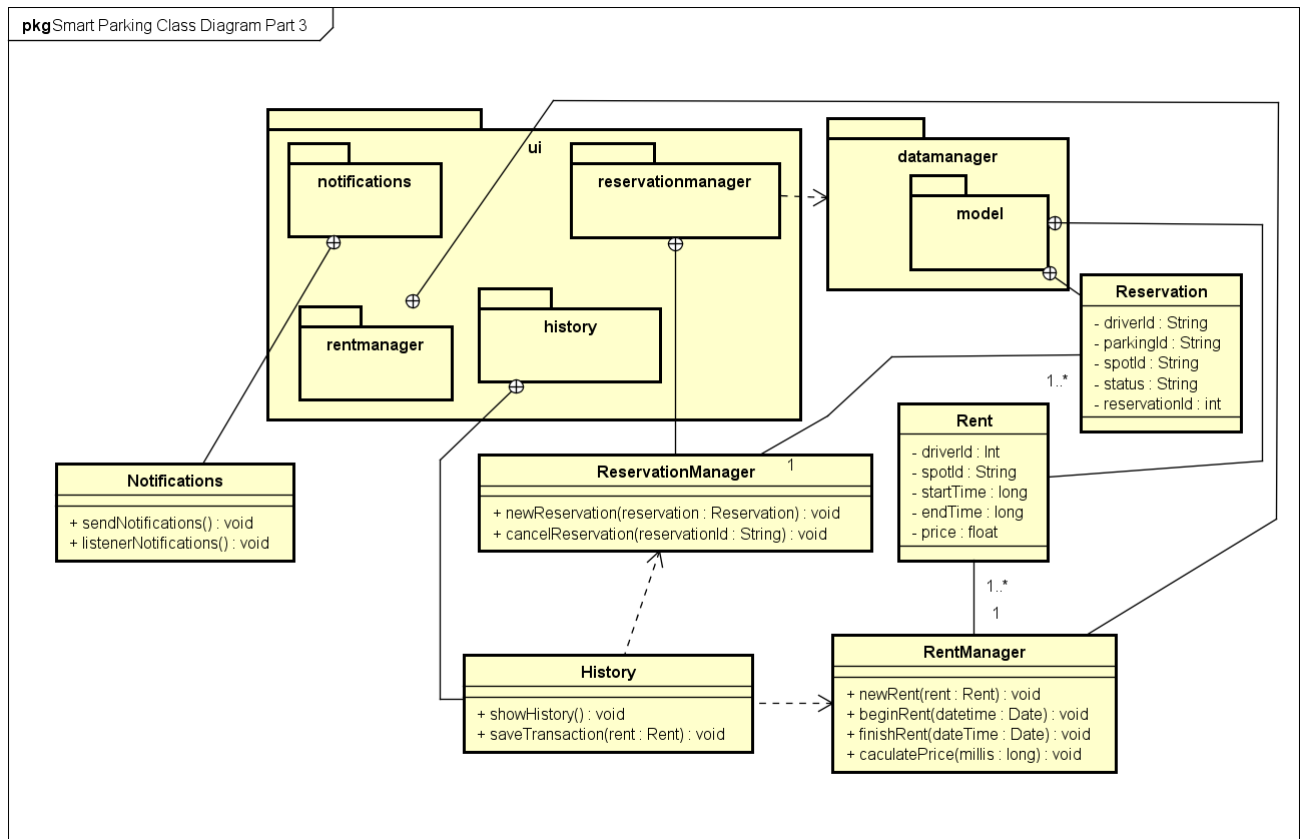 pkg Smart Parking Class Diagram Part 3
ui
notifications
reservationmanager
datamanager
model
rentmanager
history
Reservation
- driverId : String
- parkingId : String
- spotId : String
- status : String
- reservationId : int
1..*
1
Rent
- driverId : Int
- spotId : String
- startTime : long
- endTime : long
- price : float
Notifications
+ sendNotifications() : void
+ listenerNotifications() : void
ReservationManager
+ newReservation(reservation : Reservation) : void
+ cancelReservation(reservationId : String) : void
1..*
1
History
+ showHistory() : void
+ saveTransaction(rent : Rent) : void
RentManager
+ newRent(rent : Rent) : void
+ beginRent(datetime : Date) : void
+ finishRent(dateTime : Date) : void
+ caculatePrice(millis : long) : void